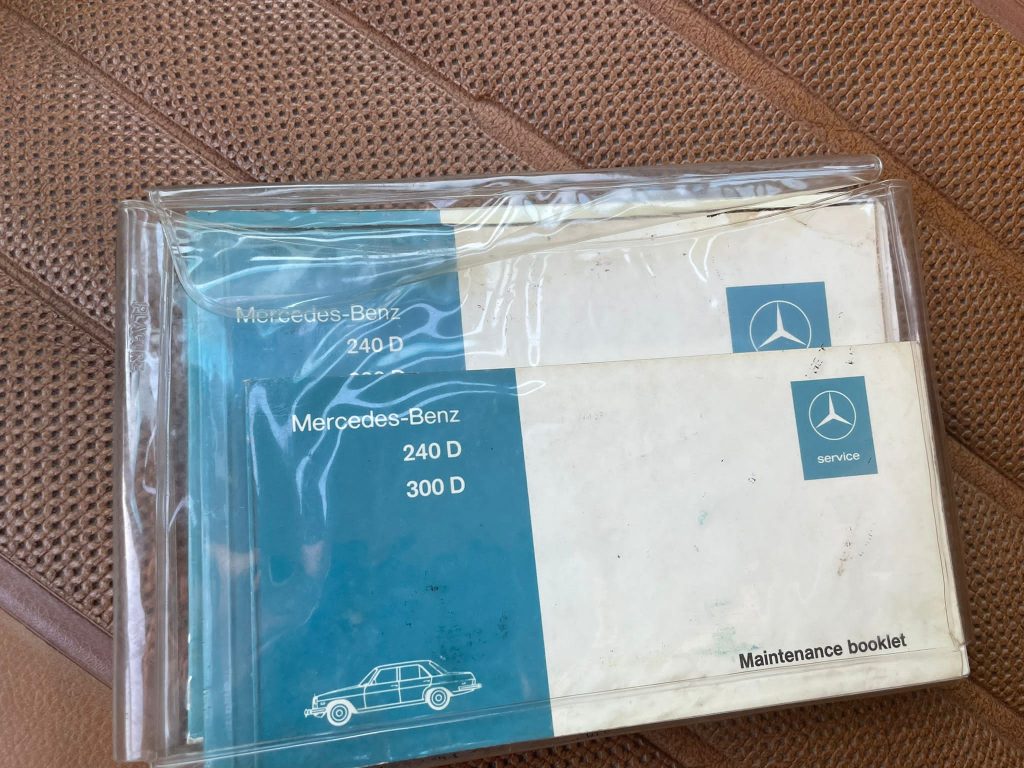 Mercedes-Benz
240 D
Mercedes-Benz
240 D
300 D
service
Maintenance booklet